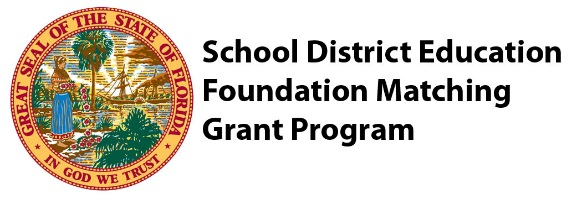 GREAT SEAL OF THE STATE OF FLORIDA
IN GOD WE TRUST
School District Education
Foundation Matching
Grant Program